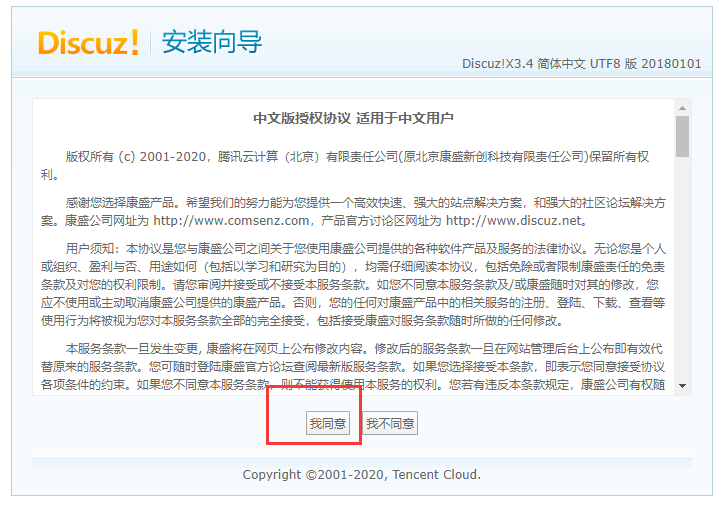 Discuz! 安装向导
Discuz!X3.4 简体中文 UTF8 版 20180101
中文版授权协议 适用于中文用户
版权所有 (c) 2001-2020，腾讯云计算（北京）有限责任公司(原北京康盛新创科技有限责任公司)保留所有权
利。
感谢您选择康盛产品。希望我们的努力能为您提供一个高效快速、强大的站点解决方案，和强大的社区论坛解决方
案。康盛公司网址为 http://www.comsenz.com，产品官方讨论区网址为 http://www.discuz.net。
用户须知：本协议是您与康盛公司之间关于您使用康盛公司提供的各种软件产品及服务的法律协议。无论您是个人
或组织、盈利与否、用途如何（包括以学习和研究为目的），均需仔细阅读本协议，包括免除或者限制康盛责任的免责
条款及对您的权利限制。请您审阅并接受或不接受本服务条款。如您不同意本服务条款及/或康盛随时对其的修改，您
应不使用或主动取消康盛公司提供的康盛产品。否则，您的任何对康盛产品中的相关服务的注册、登陆、下载、查看等
使用行为将被视为您对本服务条款全部的完全接受，包括接受康盛对服务条款随时所做的任何修改。
本服务条款一旦发生变更, 康盛将在网页上公布修改内容。修改后的服务条款一旦在网站管理后台上公布即有效代
替原来的服务条款。您可随时登陆康盛官方论坛查阅最新版服务条款。如果您选择接受本条款，即表示您同意接受协议
各项条件的约束。如果您不同意本服务条款，则不能获得使用本服务的权利。您若有违反本条款规定，康盛公司有权随
我同意 我不同意
Copyright ©2001-2020, Tencent Cloud.